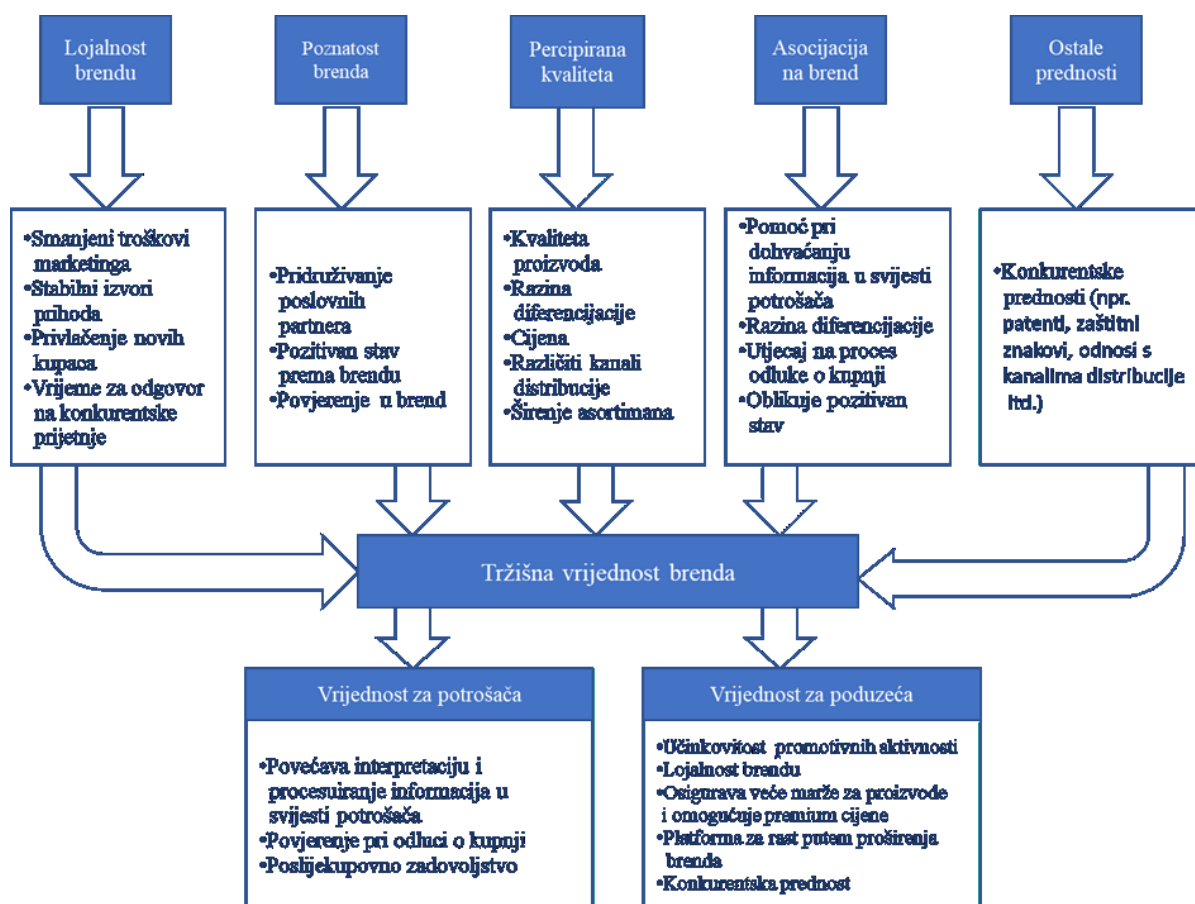 Lojalnost
brendu
Poznatost
brenda
Percipirana
kvaliteta
Asocijacija
na brend
Ostale
prednosti
•Smanjeni troškovi
marketinga
•Stabilni izvori
prihoda
•Privlačenje novih
kupaca
•Vrijeme za odgovor
na konkurentske
prijetnje
•Pridruživanje
poslovnih
partnera
•Pozitivan stav
prema brendu
•Povjerenje u brend
•Kvaliteta
proizvoda
•Razina
diferencijacije
•Cijena
•Različiti kanali
distribucije
•Širenje asortimana
•Pomoć pri
dohvaćanju
informacija u svijesti
potrošača
•Razina diferencijacije
•Utjecaj na proces
odluke o kupnji
•Oblikuje pozitivan
stav
•Konkurentske
prednosti (npr.
patenti, zaštitni
znakovi, odnosi s
kanalima distribucije
itd.)
Tržišna vrijednost brenda
Vrijednost za potrošača
•Povećava interpretaciju i
procesuiranje informacija u
svijesti potrošača
•Povjerenje pri odluci o kupnji
•Poslijekupovno zadovoljstvo
Vrijednost za poduzeća
•Učinkovitost promotivnih aktivnosti
•Lojalnost brendu
•Osigurava veće marže za proizvode
i omogućuje premium cijene
•Platforma za rast putem proširenja
brenda
•Konkurentska prednost